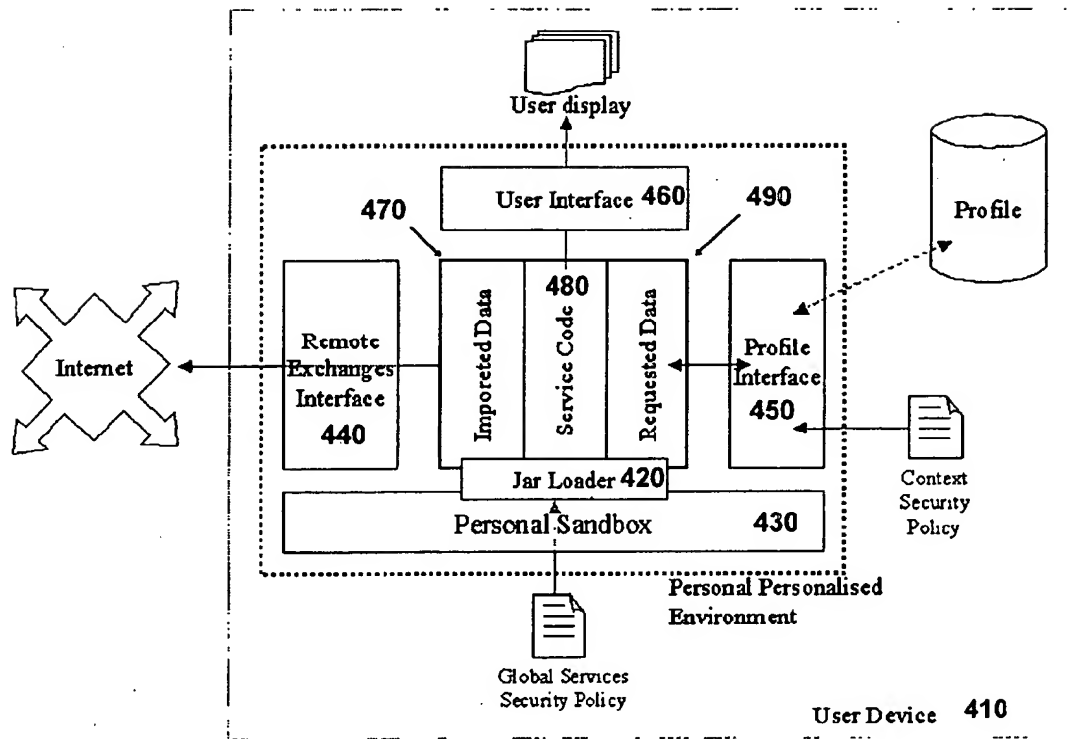 User display
User Interface 460
470
490
Profile
Internet
Remote
Exchanges
Interface
440
Imporeted Data
480
Service Code
Requested Data
Profile
Interface
450
Jar Loader 420
Personal Sandbox 430
Context
Security
Policy
Personal Personalised
Environment
Global Services
Security Policy
User Device 410